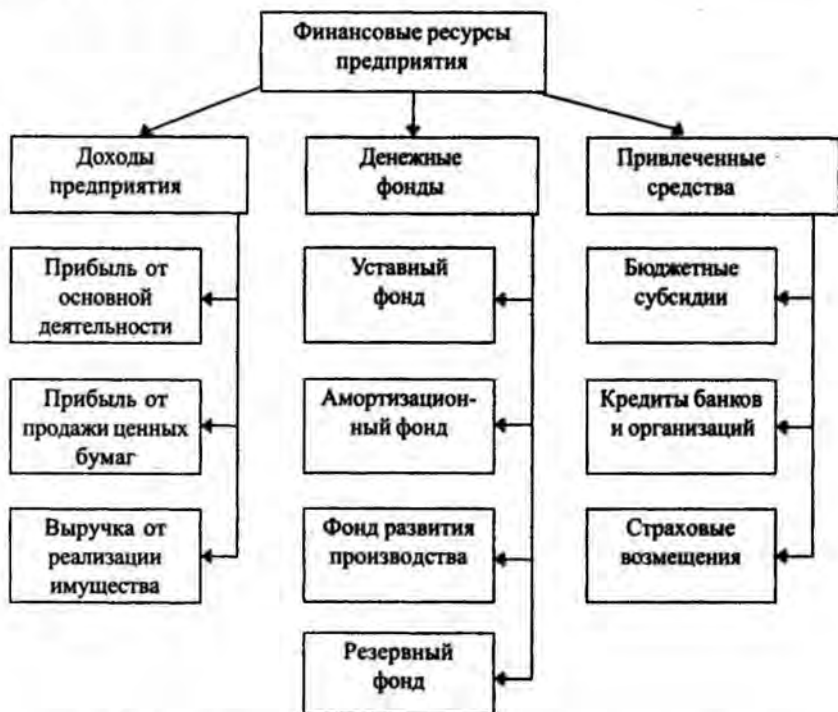 Финансовые ресурсы
предприятия
Доходы
предприятия
Прибыль от
основной
деятельности
Прибыль от
продажи ценных
бумаг
Выручка от
реализации
имущества
Денежные
фонды
Уставный
фонд
Амортизацион-
ный фонд
Фонд развития
производства
Резервный
фонд
Привлеченные
средства
Бюджетные
субсидии
Кредиты банков
и организаций
Страховые
возмещения